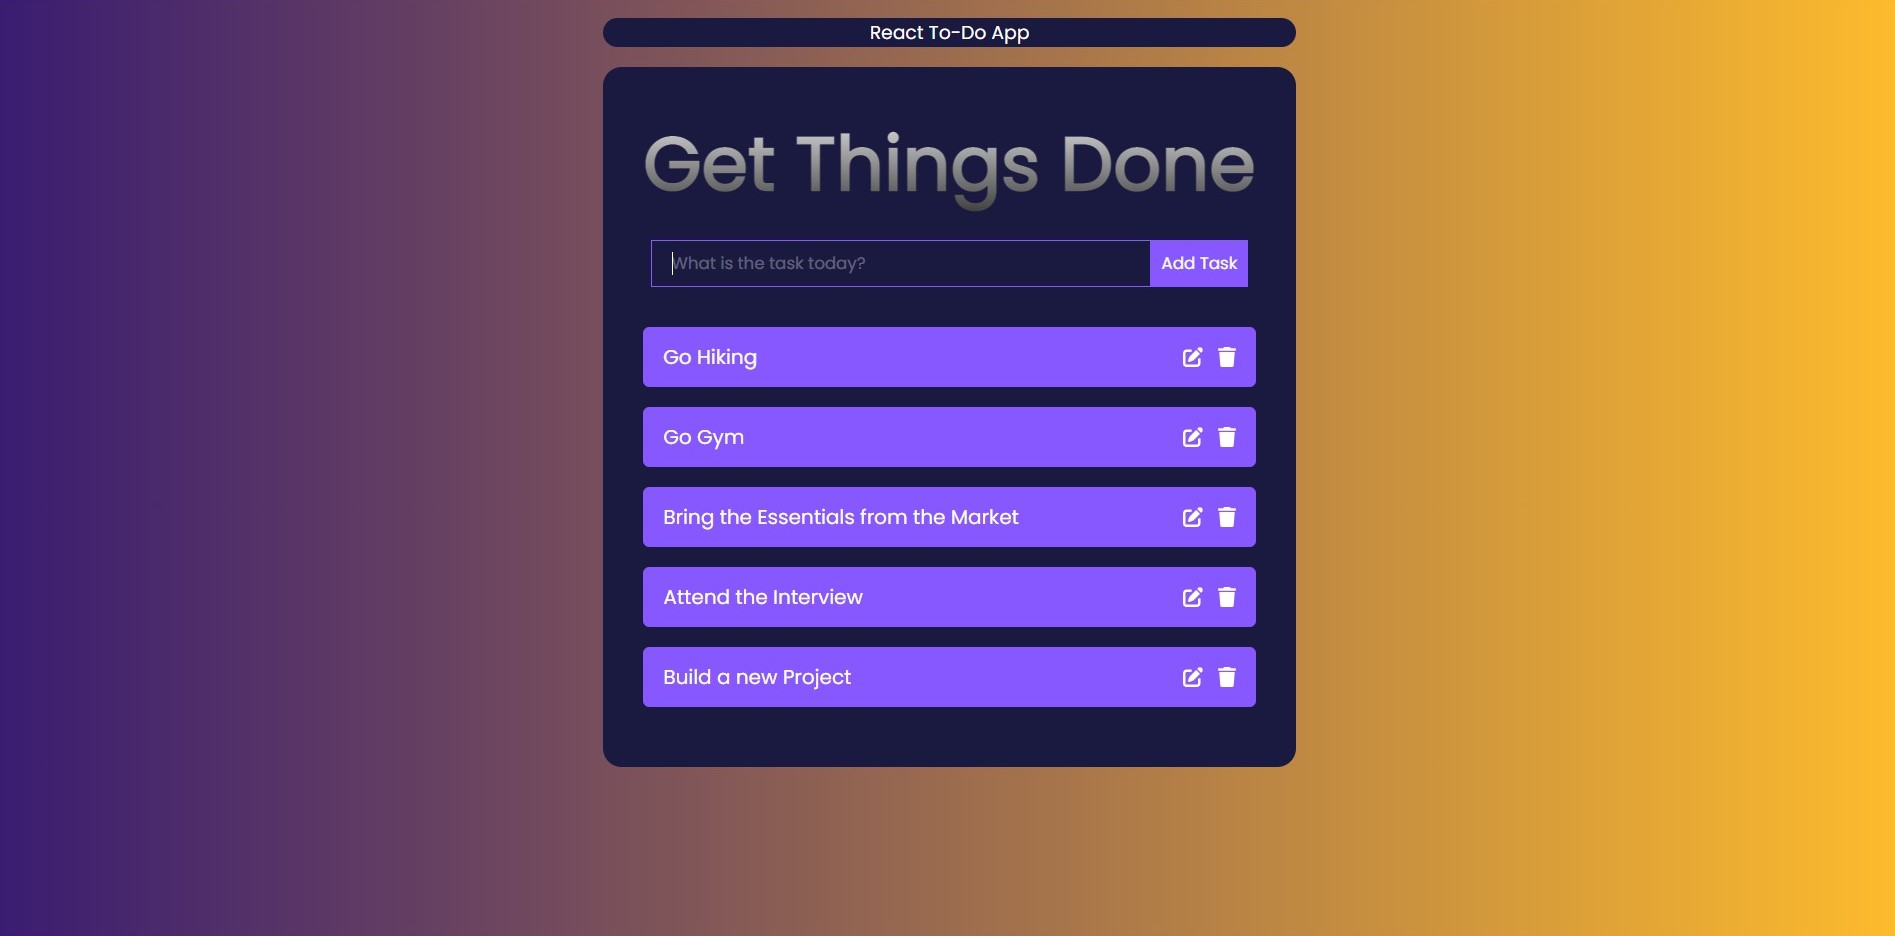 React To-Do App
Get Things Done
What is the task today?
Add Task
Go Hiking
Go Gym
Bring the Essentials from the Market
Attend the Interview
Build a new Project